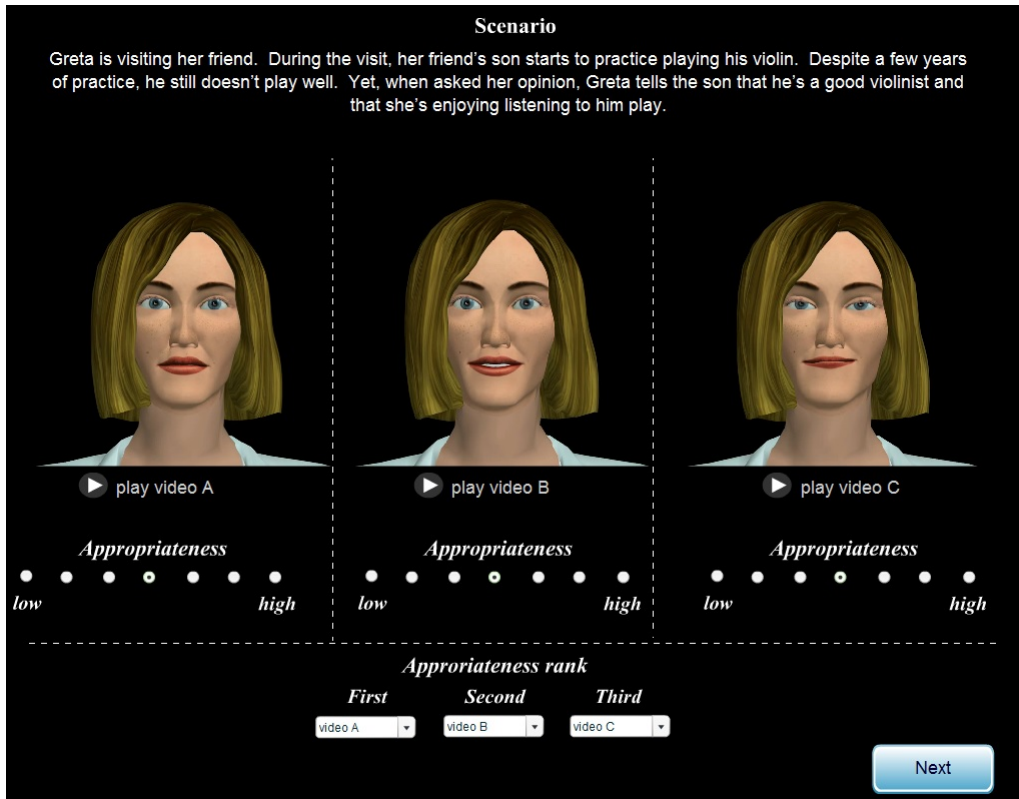 Scenario
Greta is visiting her friend.  During the visit, her friend's son starts to practice playing his violin.  Despite a few years
of practice, he still doesn't play well.  Yet, when asked her opinion, Greta tells the son that he's a good violinist and
that she's enjoying listening to him play.
play video A
play video B
play video C
Appropriateness
Appropriateness
Appropriateness
low high
low high
low high
Approriateness rank
First Second Third
video A video B video C
Next